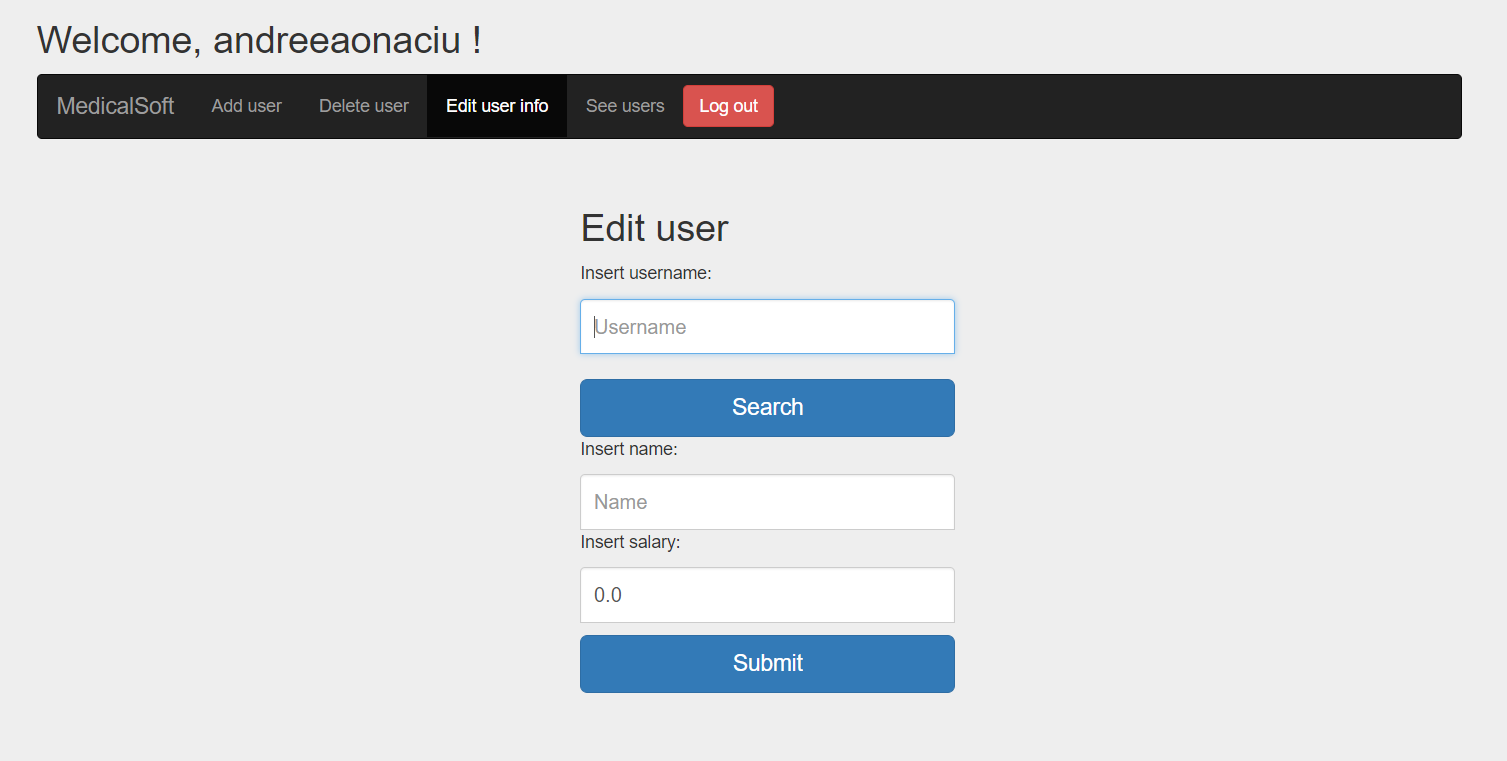 Welcome, andreeaonaciu !
MedicalSoft Add user Delete user Edit user info See users Log out
Edit user
Insert username:
Username
Search
Insert name:
Name
Insert salary:
0.0
Submit